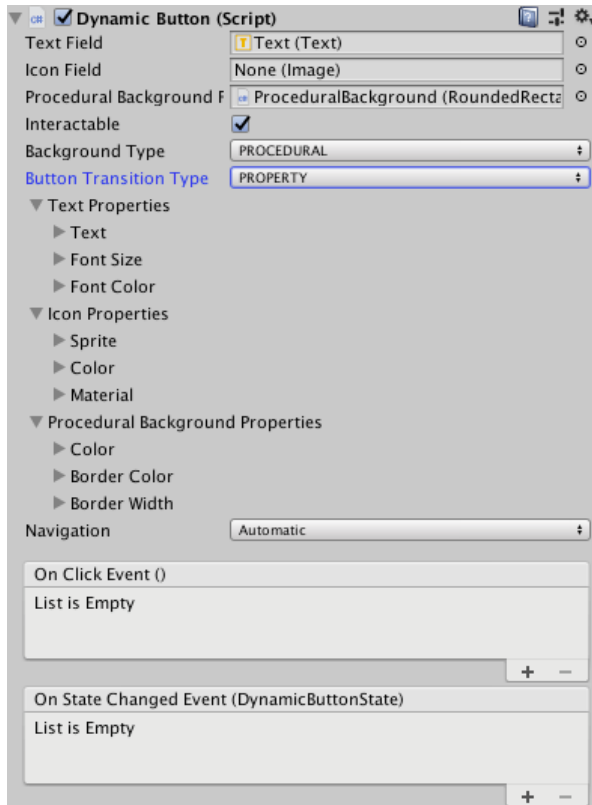 Dynamic Button (Script)
Text Field Text (Text)
Icon Field None (Image)
Procedural Background F ProceduralBackground (RoundedRecta
Interactable
Background Type PROCEDURAL
Button Transition Type PROPERTY
Text Properties
Text
Font Size
Font Color
Icon Properties
Sprite
Color
Material
Procedural Background Properties
Color
Border Color
Border Width
Navigation Automatic
On Click Event ()
List is Empty
+ −
On State Changed Event (DynamicButtonState)
List is Empty
+ −